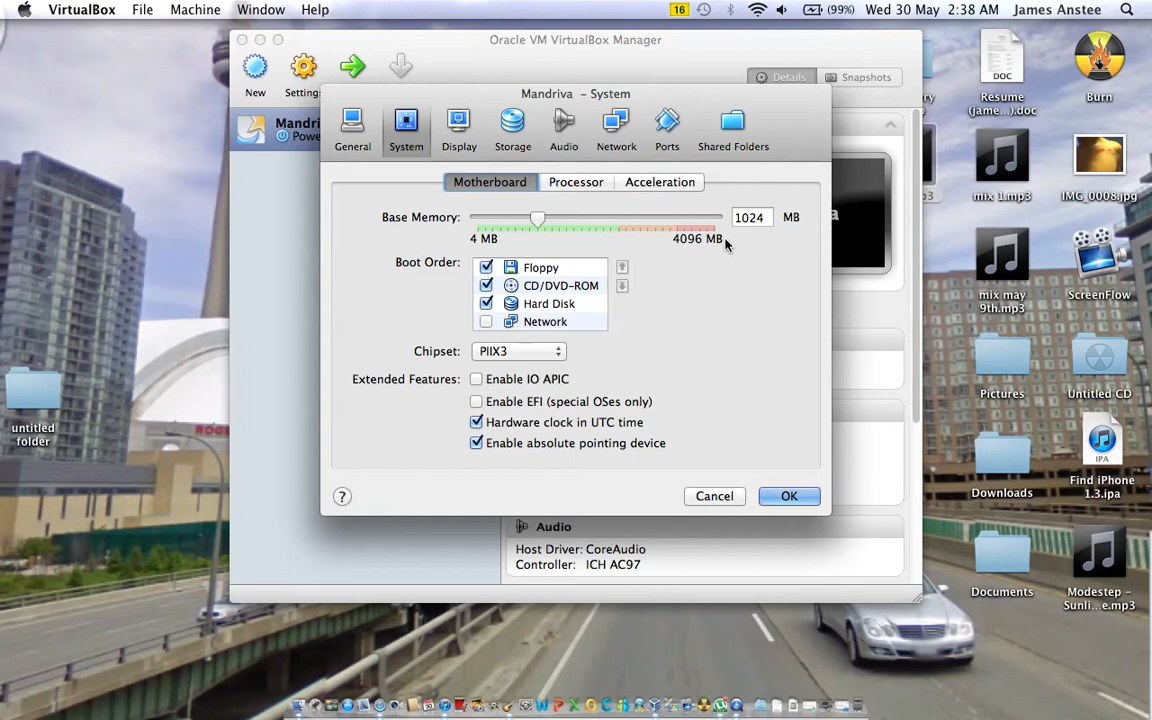 VirtualBox File Machine Window Help 16 (99%) Wed 30 May 2:38 AM James Anstee
Oracle VM VirtualBox Manager
New
Settings
Details
Snapshots
Mandriva - System
Mandri
Powe
General
System
Display
Storage
Audio
Network
Ports
Shared Folders
Motherboard
Processor
Acceleration
Base Memory:
1024 MB
4 MB
4096 MB
Boot Order:
Floppy
CD/DVD-ROM
Hard Disk
Network
Chipset: PIIX3
Extended Features:
Enable IO APIC
Enable EFI (special OSes only)
Hardware clock in UTC time
Enable absolute pointing device
?
Cancel
OK
Audio
Host Driver: CoreAudio
Controller: ICH AC97
untitled
folder
DOC
Resume
(jame...).doc
Burn
mix 1.mp3
IMG_0008.jpg
mix may
9th.mp3
ScreenFlow
Pictures
Untitled CD
IPA
Downloads
Find iPhone
1.3.ipa
Documents
Modestep –
Sunli...e.mp3